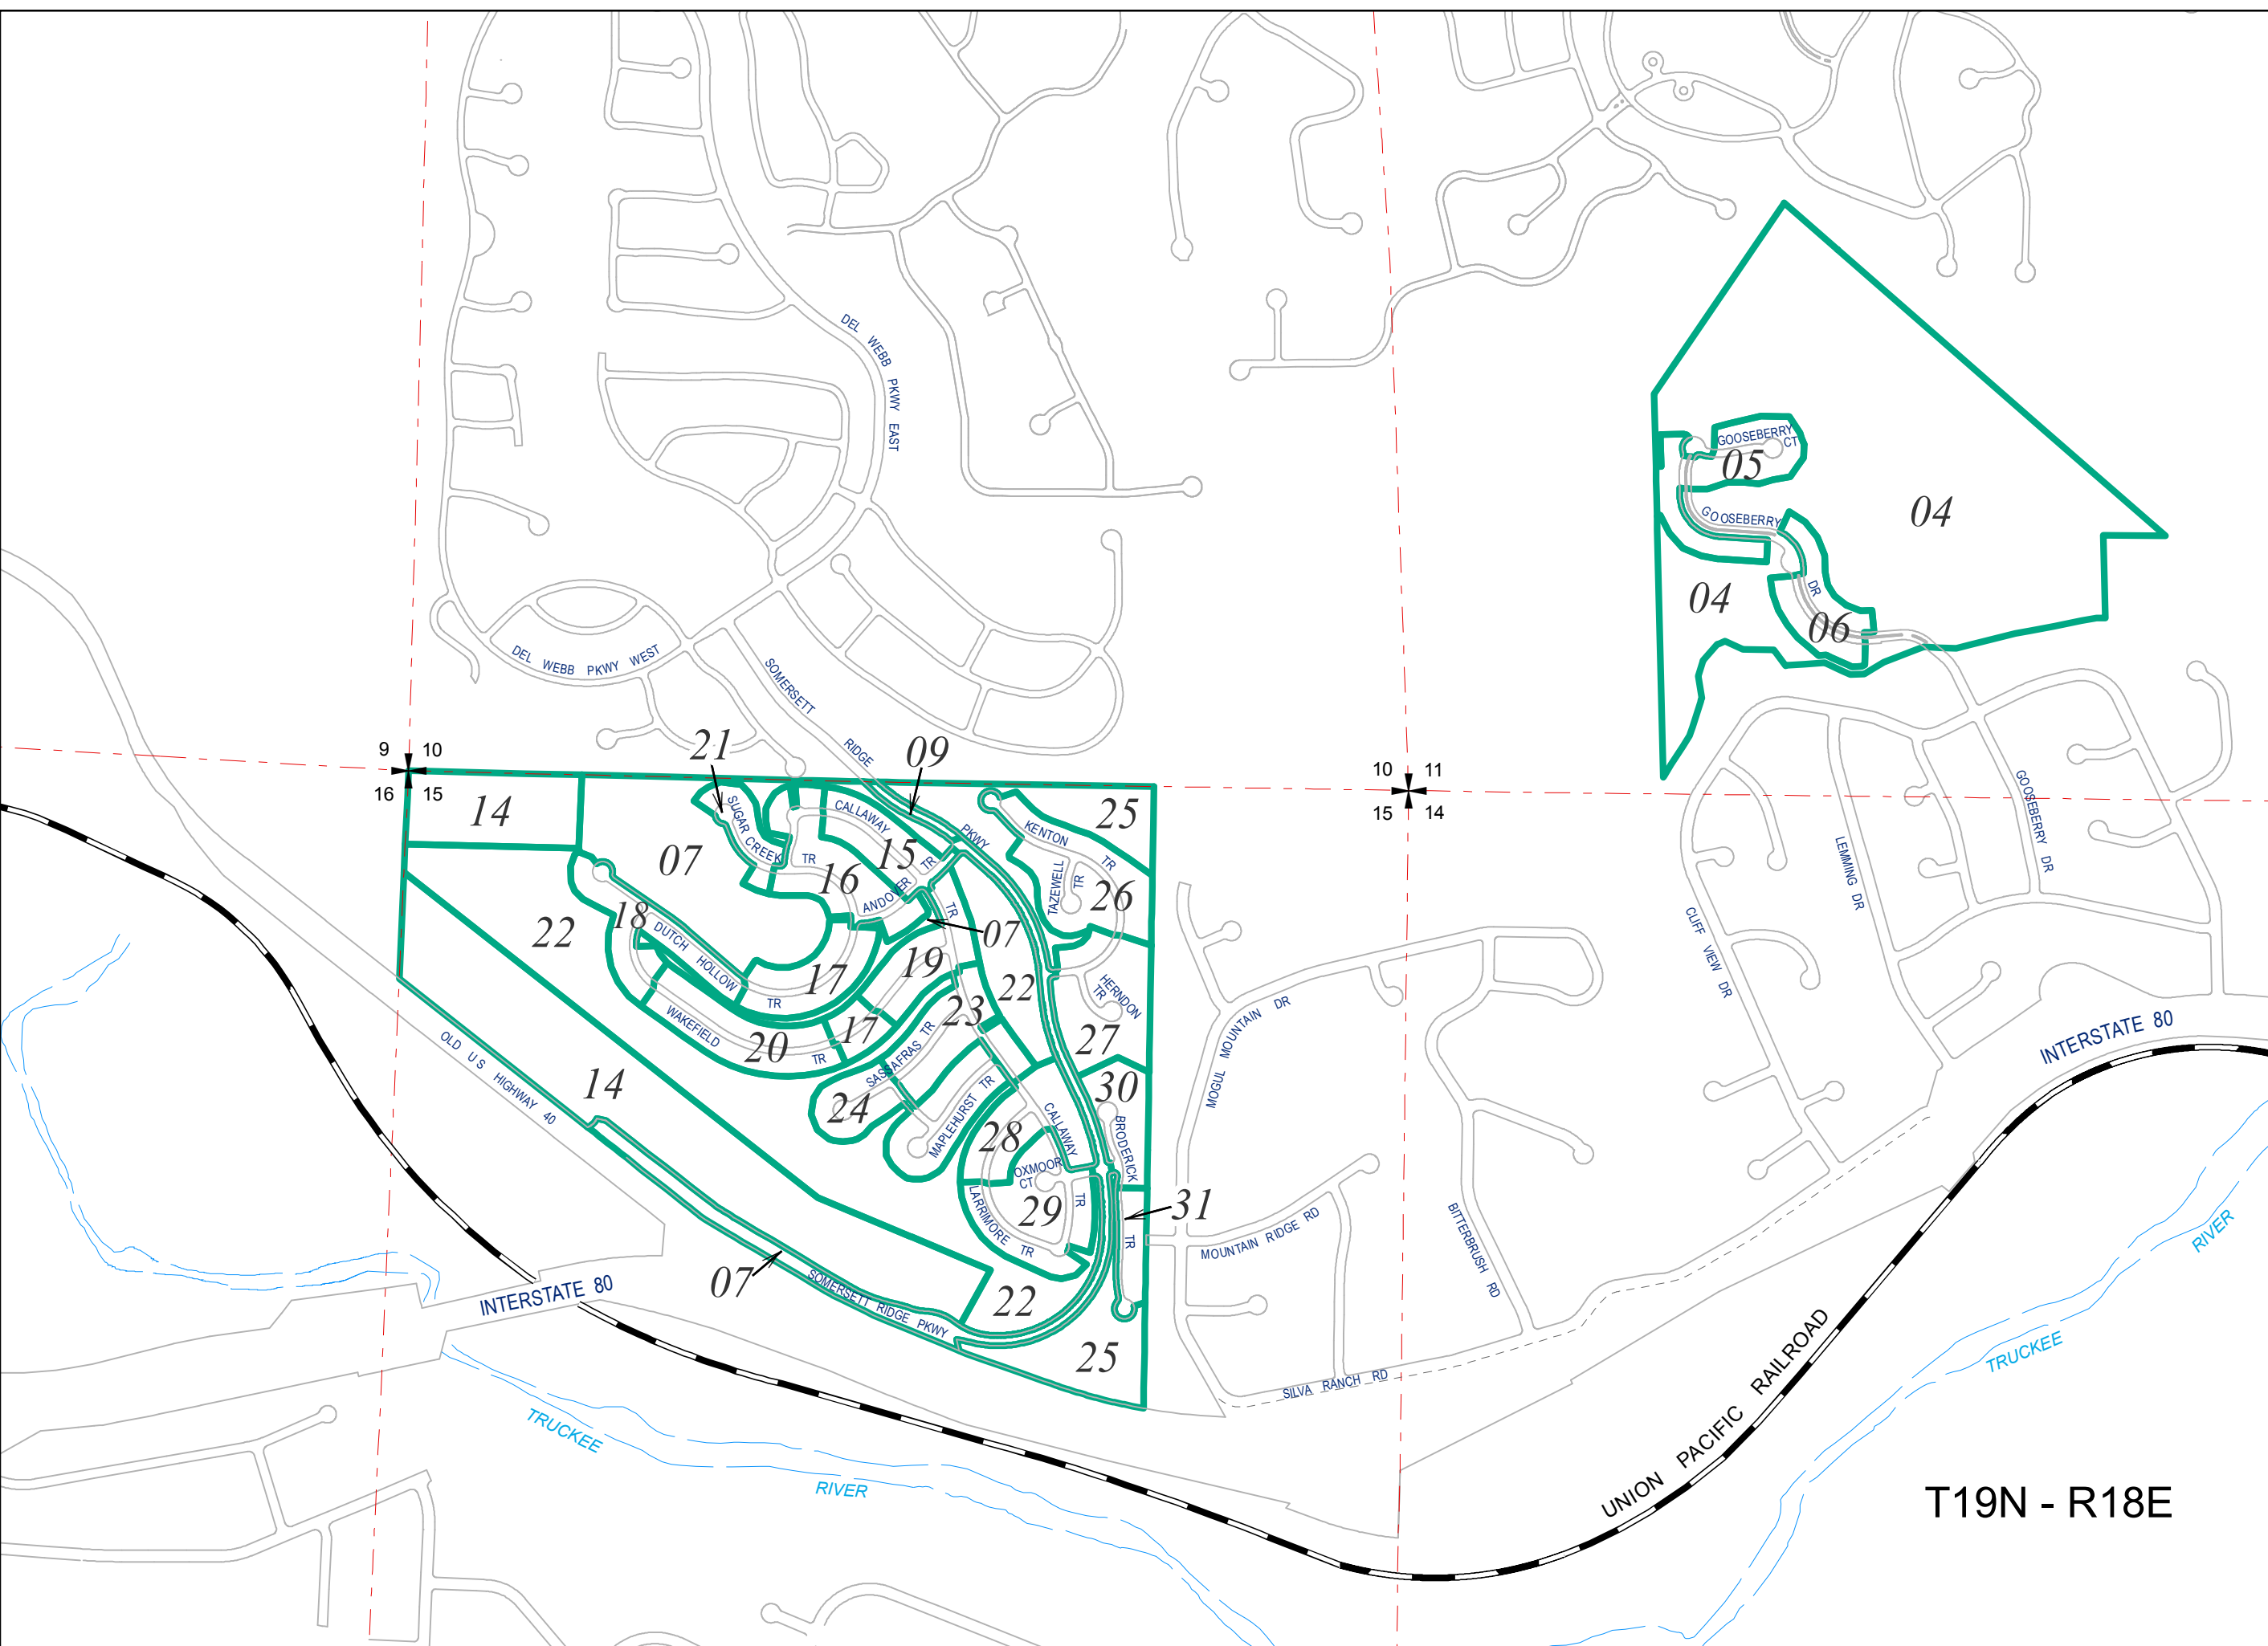 DEL WEBB PKWY EAST
GOOSEBERRY CT
05
04
GOOSEBERRY
DR
04
06
DEL WEBB PKWY WEST
SOMERSETT
RIDGE
PKWY
9 10
16 15
10 11
15 14
21
09
14
07
SUGAR CREEK
TR
CALLAWAY
15
TR
16
ANDOVER
TR
07
KENTON
TR
25
TAZEWELL
TR
26
22
18
DUTCH HOLLOW
TR
17
19
22
HERNDON
TR
23
27
WAKEFIELD
TR
20
17
SASSAFRAS TR
24
MAPLEHURST TR
30
BRODERICK
TR
28
CALLAWAY
TR
OXMOOR
CT
29
LARRIMORE TR
31
14
OLD U S HIGHWAY 40
07
SOMERSETT RIDGE PKWY
22
25
MOGUL MOUNTAIN DR
MOUNTAIN RIDGE RD
BITTERBRUSH RD
SILVA RANCH RD
CLIFF VIEW DR
LEMMING DR
GOOSEBERRY DR
INTERSTATE 80
INTERSTATE 80
UNION PACIFIC RAILROAD
TRUCKEE
RIVER
TRUCKEE
RIVER
T19N - R18E